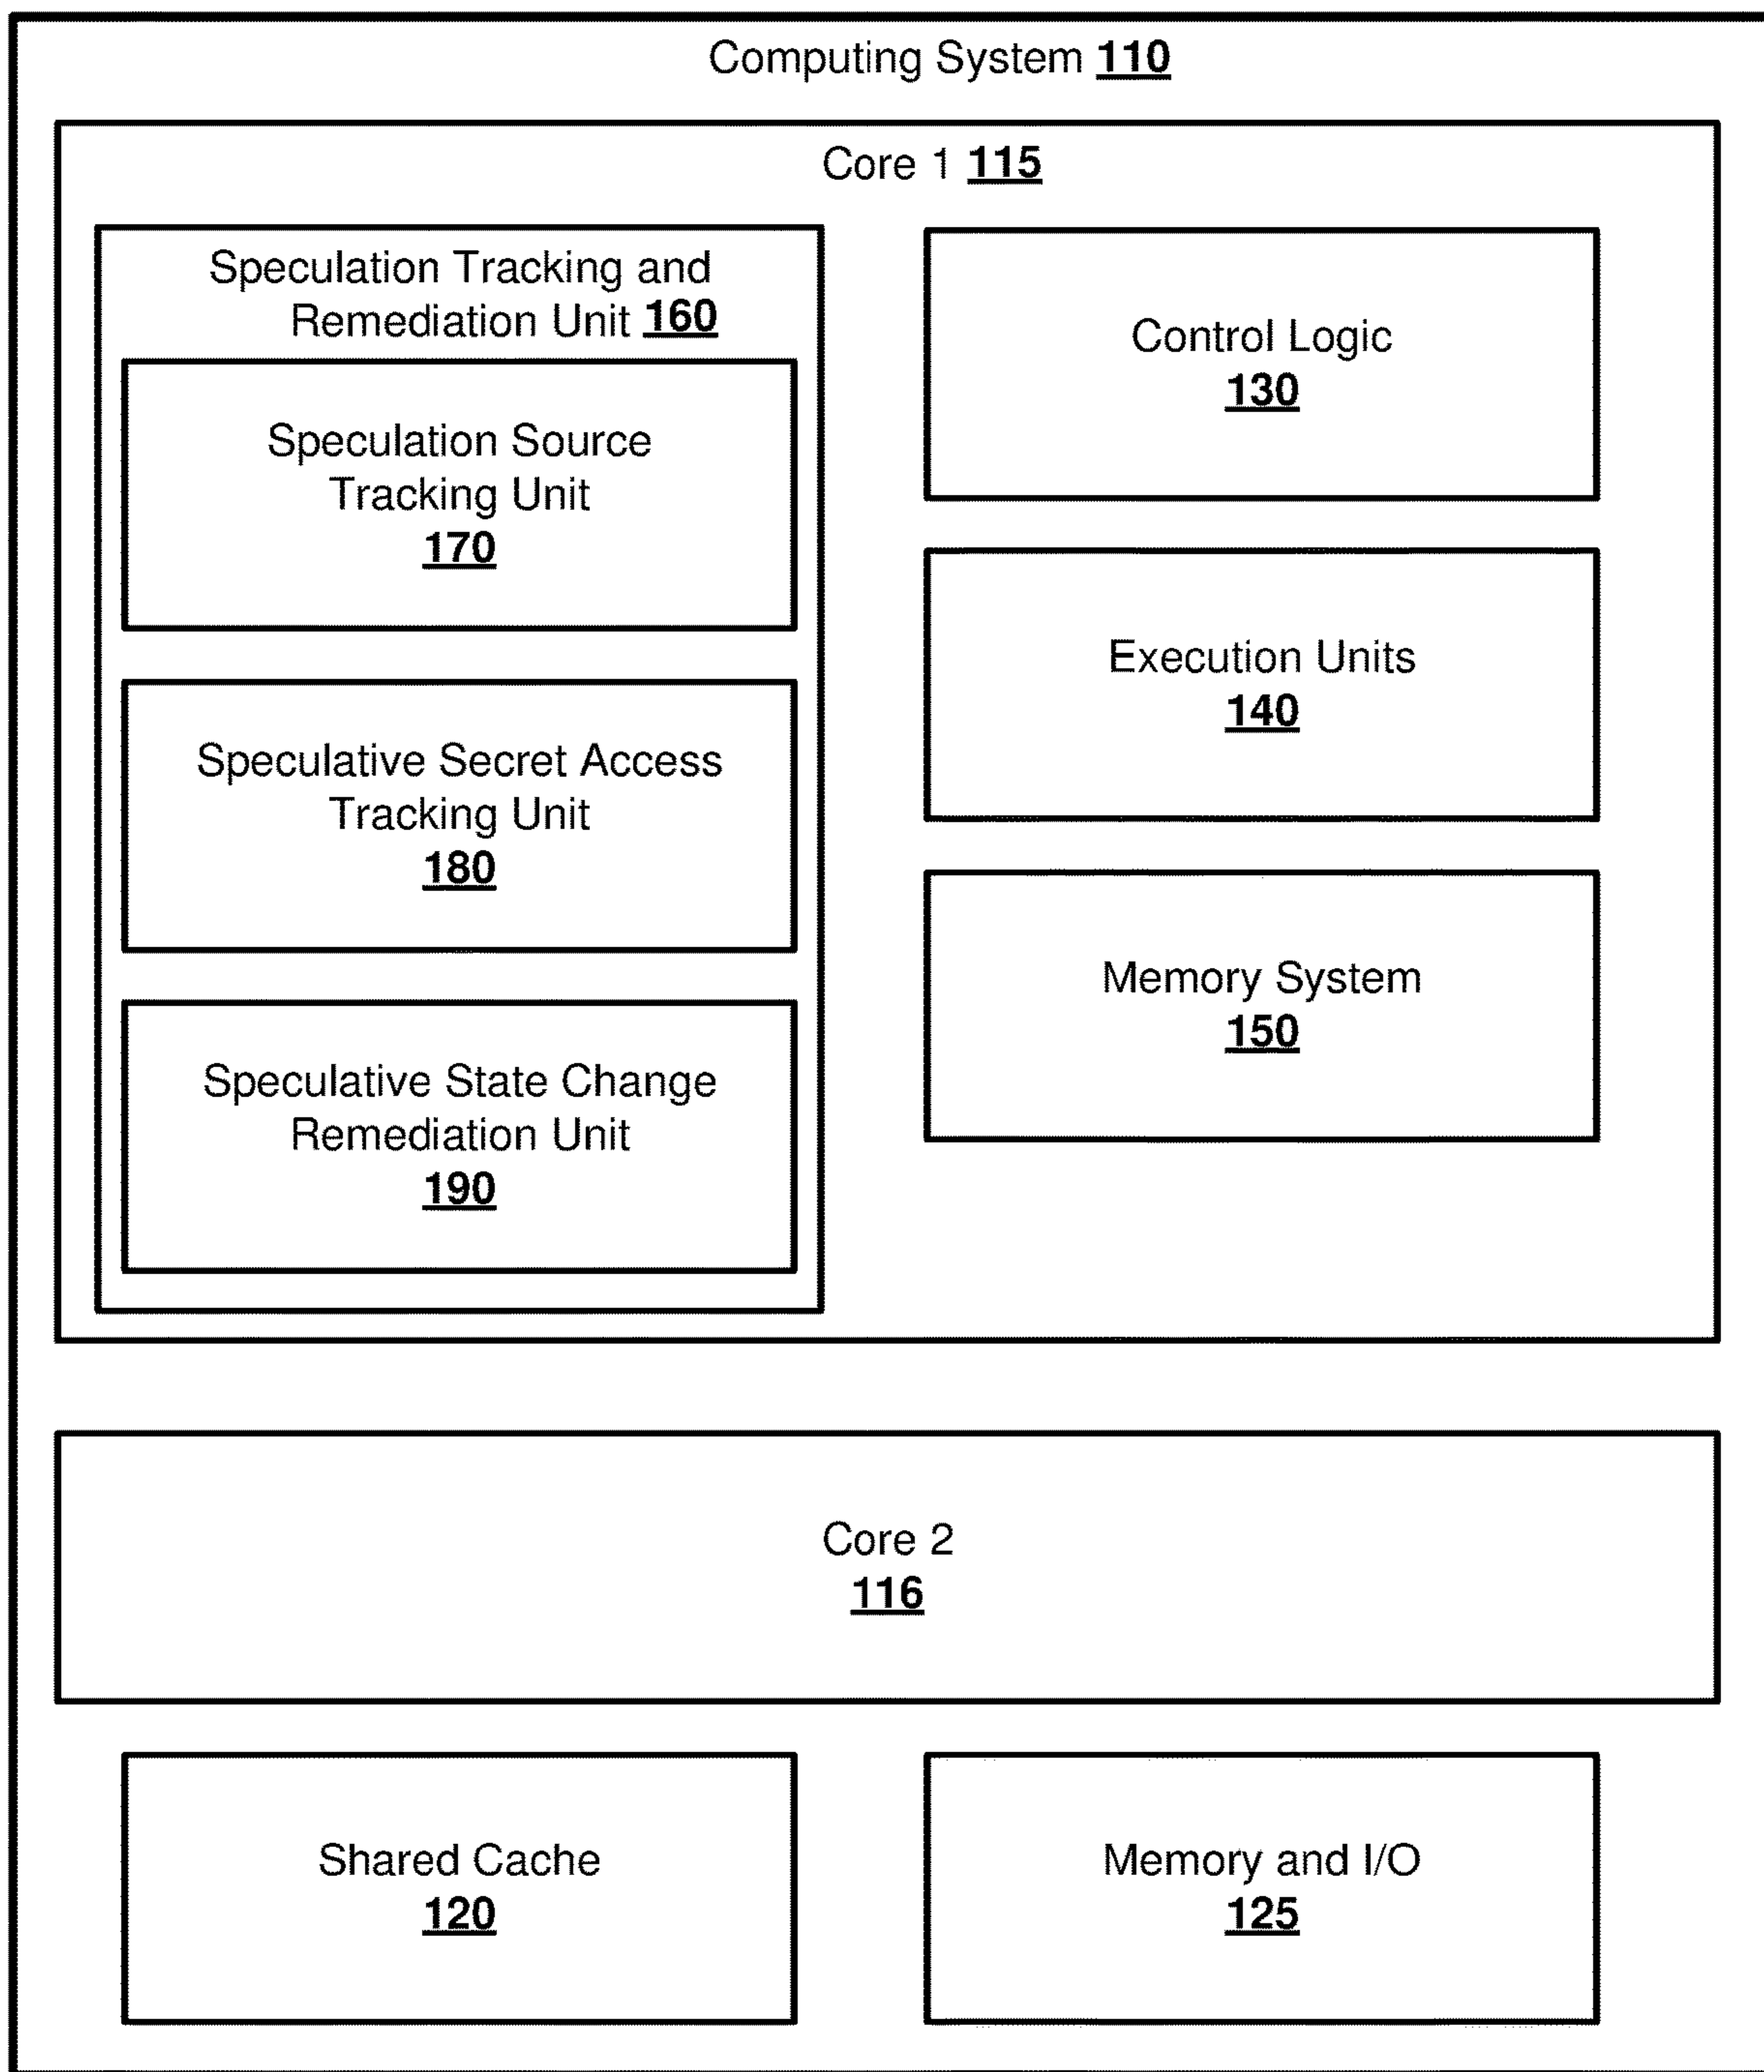 Computing System 110
Core 1 115
Speculation Tracking and
Remediation Unit 160
Speculation Source
Tracking Unit
170
Speculative Secret Access
Tracking Unit
180
Speculative State Change
Remediation Unit
190
Control Logic
130
Execution Units
140
Memory System
150
Core 2
116
Shared Cache
120
Memory and I/O
125